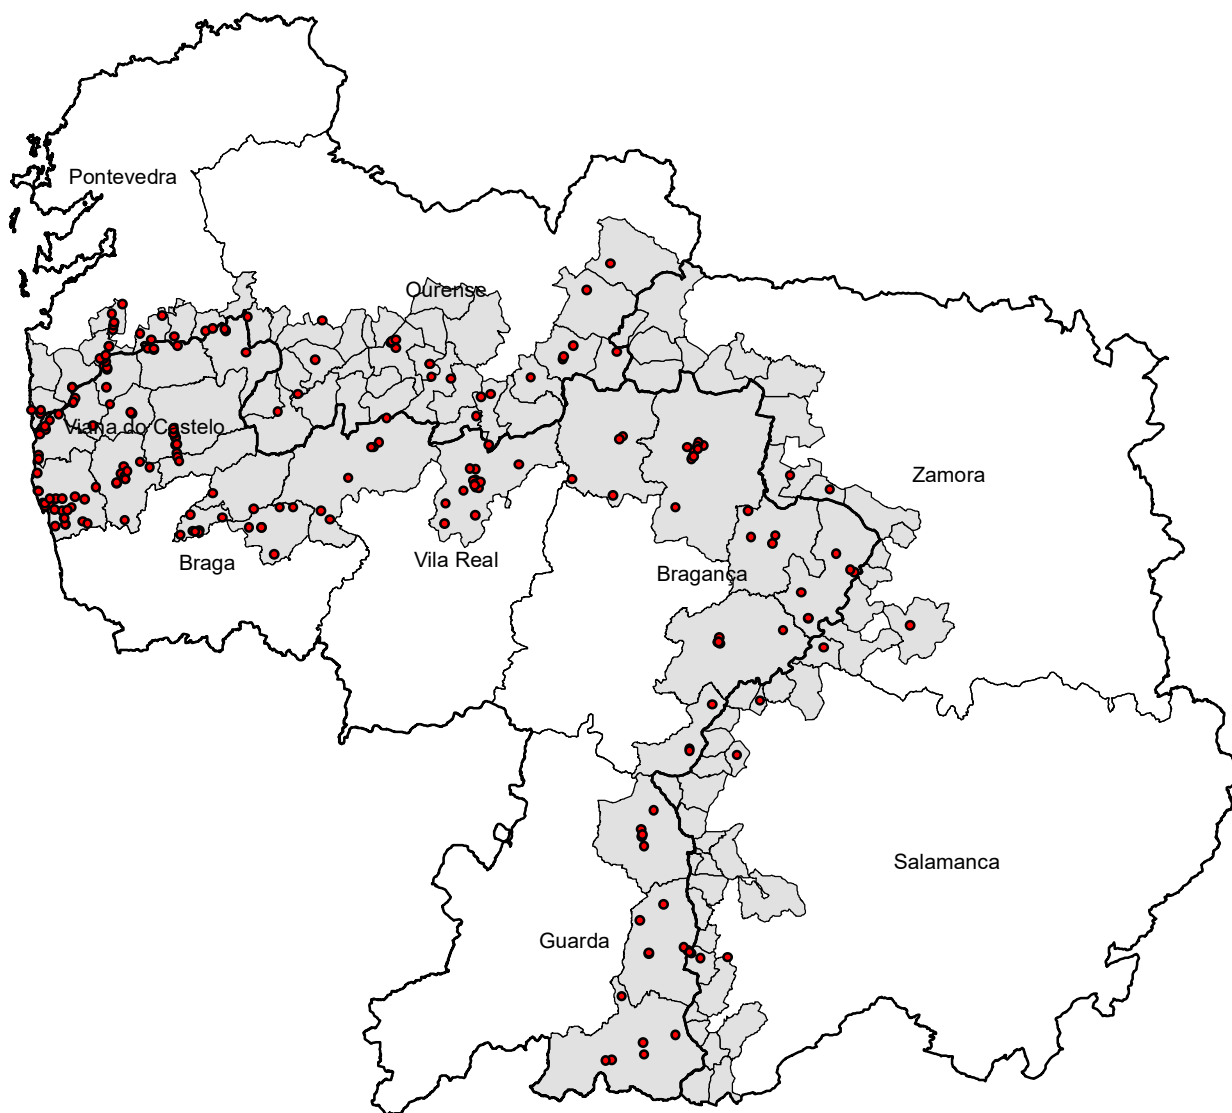 Pontevedra
Ourense
Viana do Castelo
Zamora
Braga
Vila Real
Bragança
Salamanca
Guarda